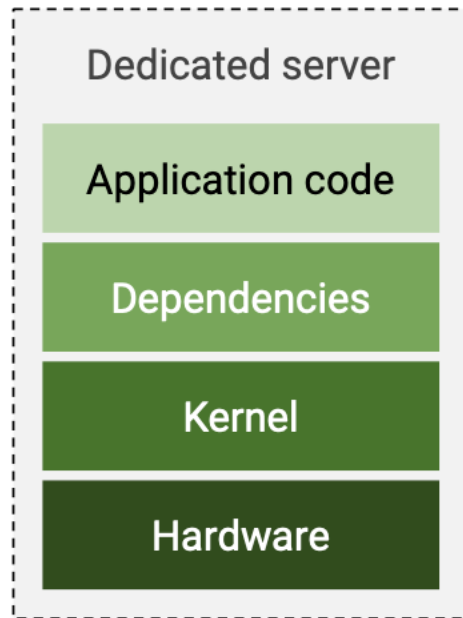 Dedicated server
Application code
Dependencies
Kernel
Hardware